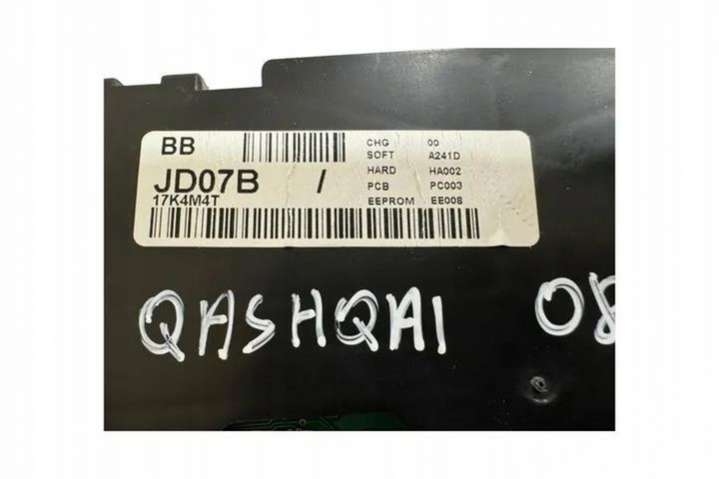 BB
CHG 00
SOFT A241D
JD07B / HARD HA002
PCB PC003
17K4M4T EEPROM EE008
QASHQAI 08